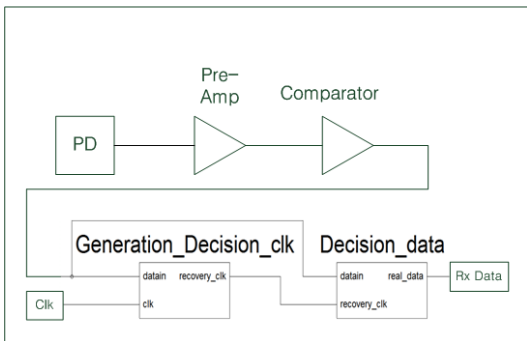 Pre-
Amp
Comparator
PD
Generation_Decision_clk
Decision_data
datain
recovery_clk
clk
datain
real_data
recovery_clk
Clk
Rx Data